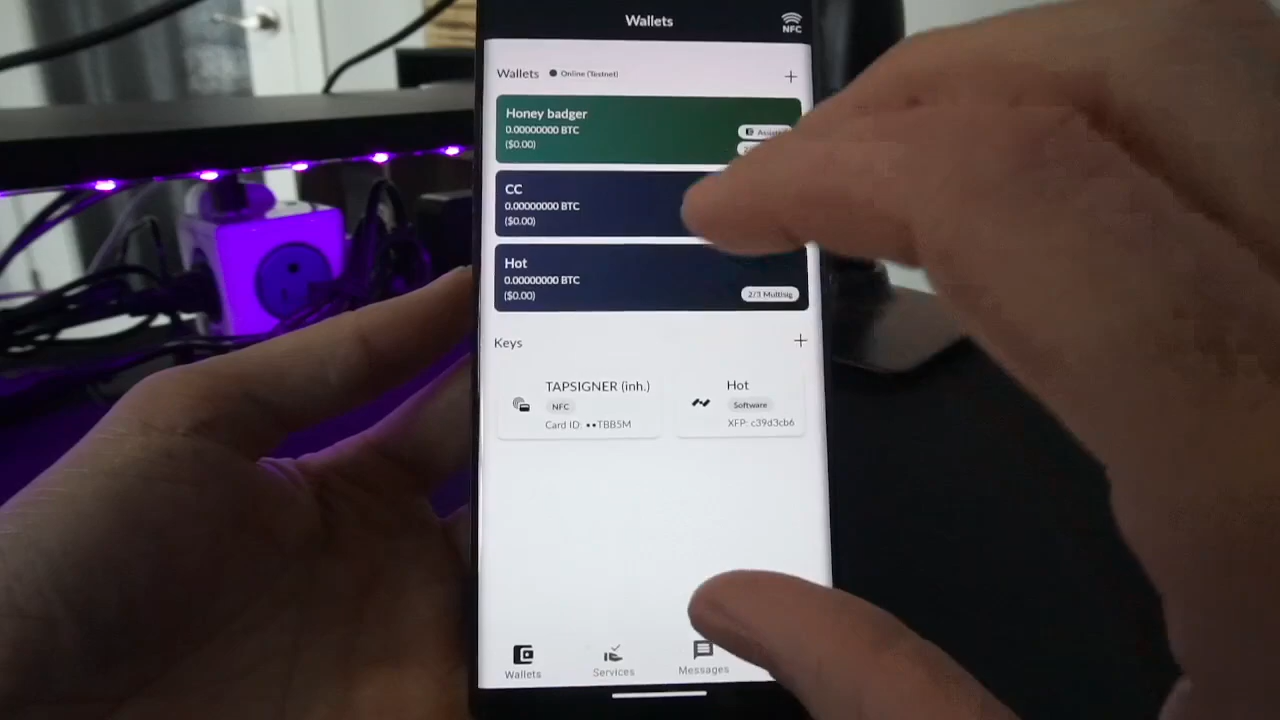 Wallets
NFC
Wallets
Online (Testnet)
Honey badger
0.00000000 BTC
($0.00)
CC
0.00000000 BTC
($0.00)
Hot
0.00000000 BTC
($0.00)
2/3 Multisig
Keys
TAPSIGNER (inh.)
NFC
Card ID: ••TBB5M
Hot
Software
XFP: c39d3cb6
Wallets
Services
Messages